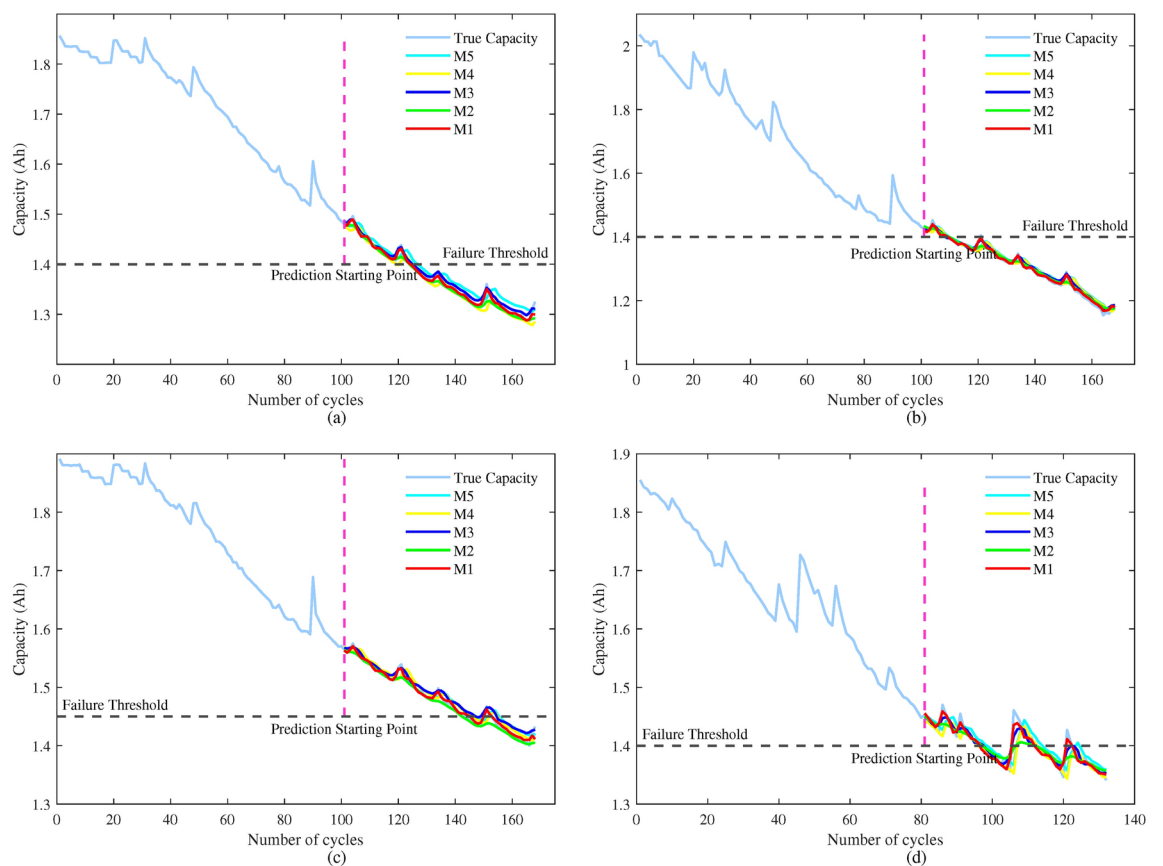 1.8
1.7
1.6
1.5
1.4
1.3
Capacity (Ah)
True Capacity
M5
M4
M3
M2
M1
Failure Threshold
Prediction Starting Point
0 20 40 60 80 100 120 140 160
Number of cycles
(a)
2
1.8
1.6
1.4
1.2
1
Capacity (Ah)
True Capacity
M5
M4
M3
M2
M1
Failure Threshold
Prediction Starting Point
0 20 40 60 80 100 120 140 160
Number of cycles
(b)
1.8
1.7
1.6
1.5
1.4
1.3
Capacity (Ah)
True Capacity
M5
M4
M3
M2
M1
Failure Threshold
Prediction Starting Point
0 20 40 60 80 100 120 140 160
Number of cycles
(c)
1.9
1.8
1.7
1.6
1.5
1.4
1.3
Capacity (Ah)
True Capacity
M5
M4
M3
M2
M1
Failure Threshold
Prediction Starting Point
0 20 40 60 80 100 120 140
Number of cycles
(d)